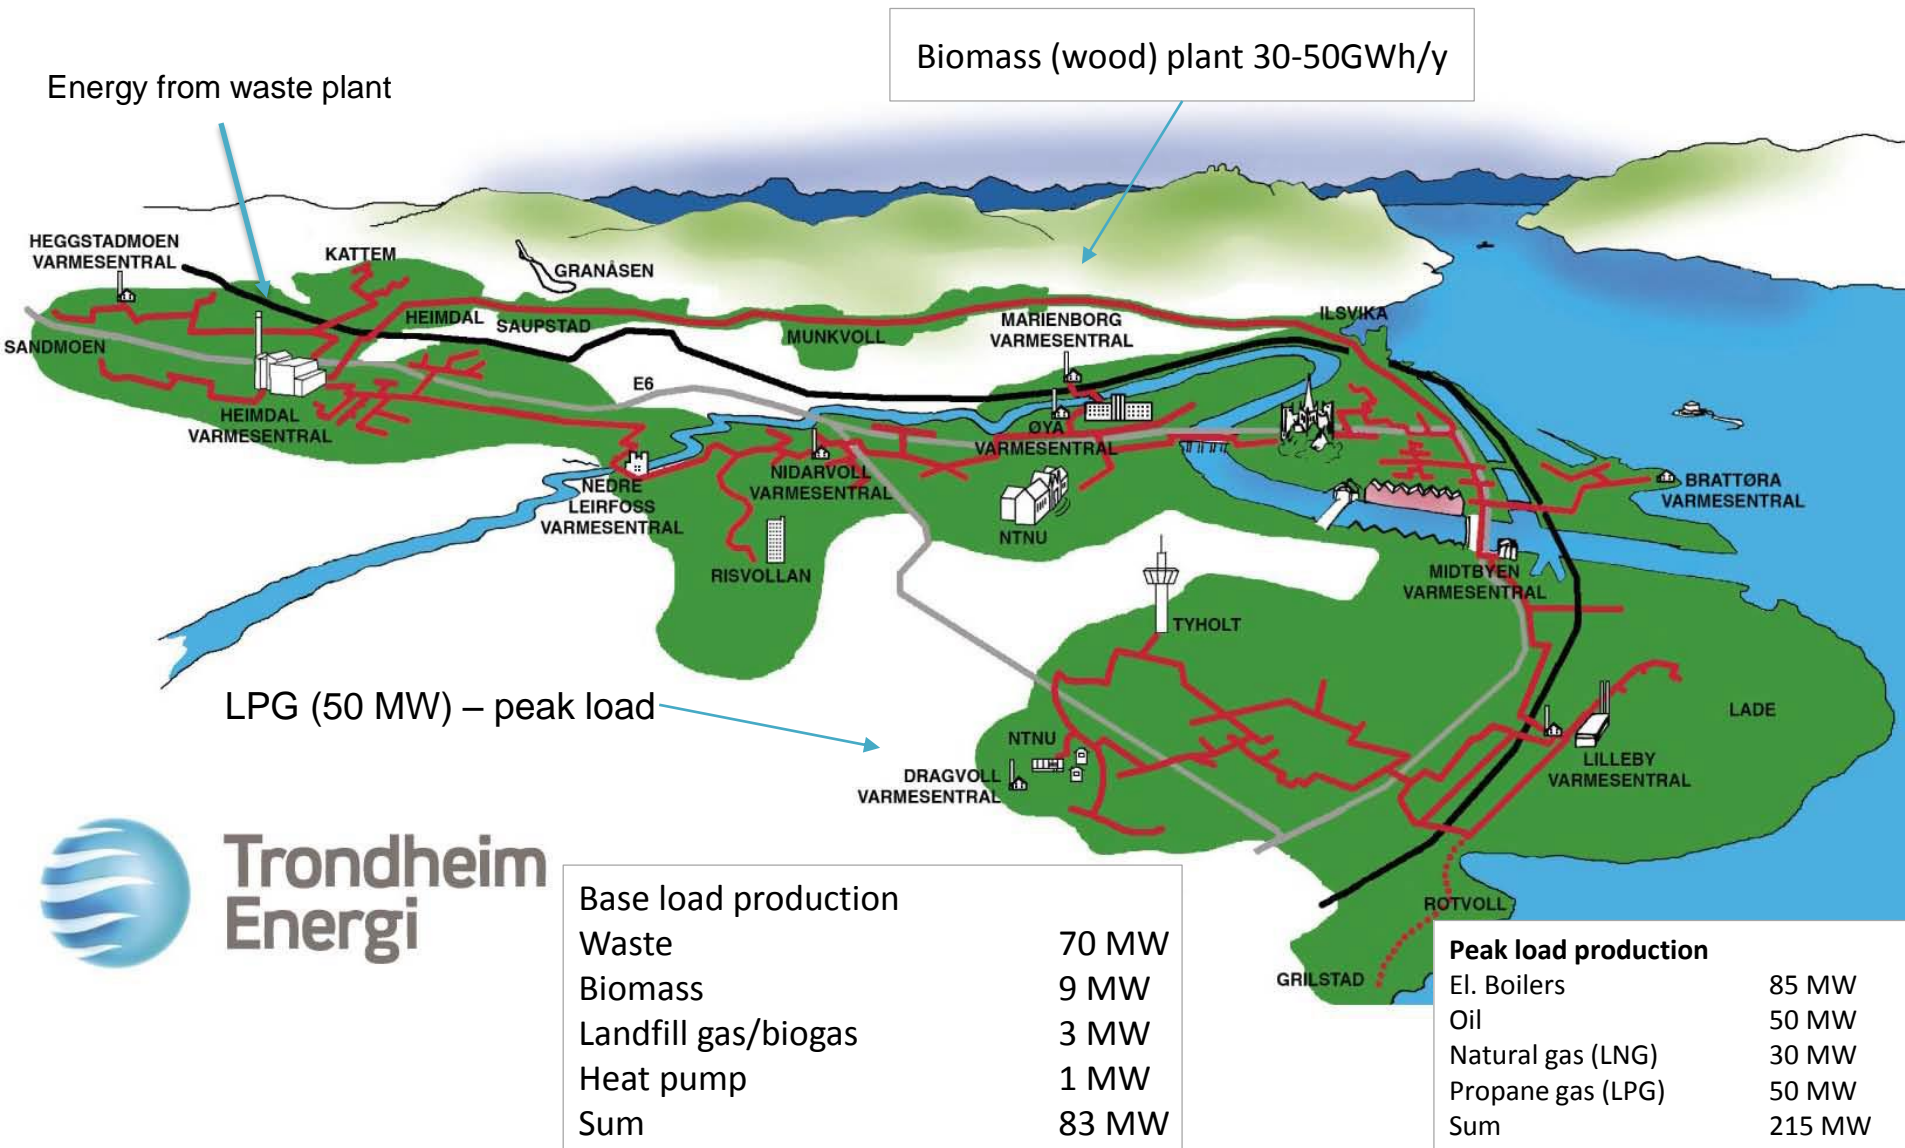 Biomass (wood) plant 30-50GWh/y
Energy from waste plant
HEGGSTADMOEN
VARMESENTRAL
KATTEM
GRANÅSEN
HEIMDAL
SAUPSTAD
MUNKVOLL
MARIENBORG
VARMESENTRAL
ILSVIKA
SANDMOEN
E6
HEIMDAL
VARMESENTRAL
ØYA
VARMESENTRAL
NIDARVOLL
VARMESENTRAL
NEDRE
LEIRFOSS
VARMESENTRAL
BRATTØRA
VARMESENTRAL
NTNU
RISVOLLAN
MIDTBYEN
VARMESENTRAL
TYHOLT
LPG (50 MW) – peak load
LADE
NTNU
DRAGVOLL
VARMESENTRAL
LILLEBY
VARMESENTRAL
Trondheim
Energi
ROTVOLL
GRILSTAD
Base load production
Waste 70 MW
Biomass 9 MW
Landfill gas/biogas 3 MW
Heat pump 1 MW
Sum 83 MW
Peak load production
El. Boilers 85 MW
Oil 50 MW
Natural gas (LNG) 30 MW
Propane gas (LPG) 50 MW
Sum 215 MW